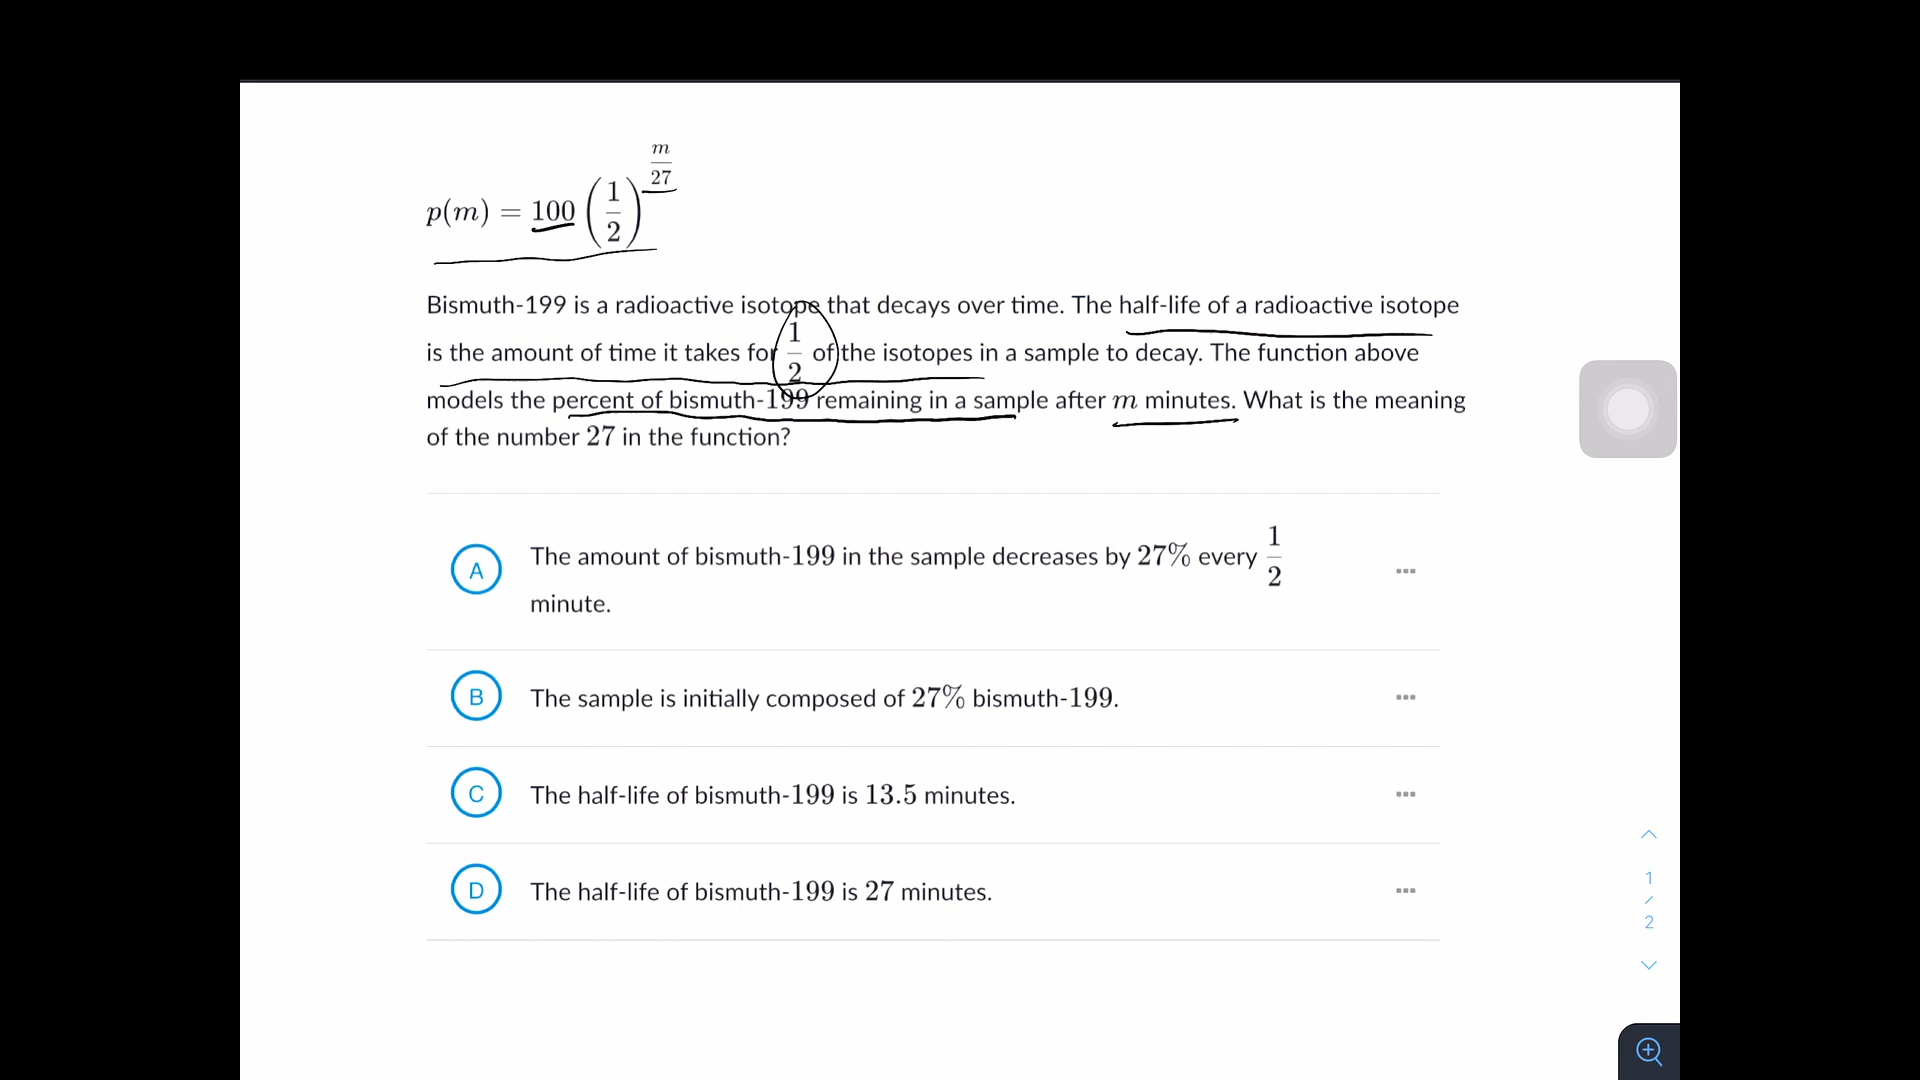 p(m) = 100 (1/2)^(m/27)
Bismuth-199 is a radioactive isotope that decays over time. The half-life of a radioactive isotope
is the amount of time it takes for 1/2 of the isotopes in a sample to decay. The function above
models the percent of bismuth-199 remaining in a sample after m minutes. What is the meaning
of the number 27 in the function?
A The amount of bismuth-199 in the sample decreases by 27% every 1/2
minute.
B The sample is initially composed of 27% bismuth-199.
C The half-life of bismuth-199 is 13.5 minutes.
D The half-life of bismuth-199 is 27 minutes.
1
/
2